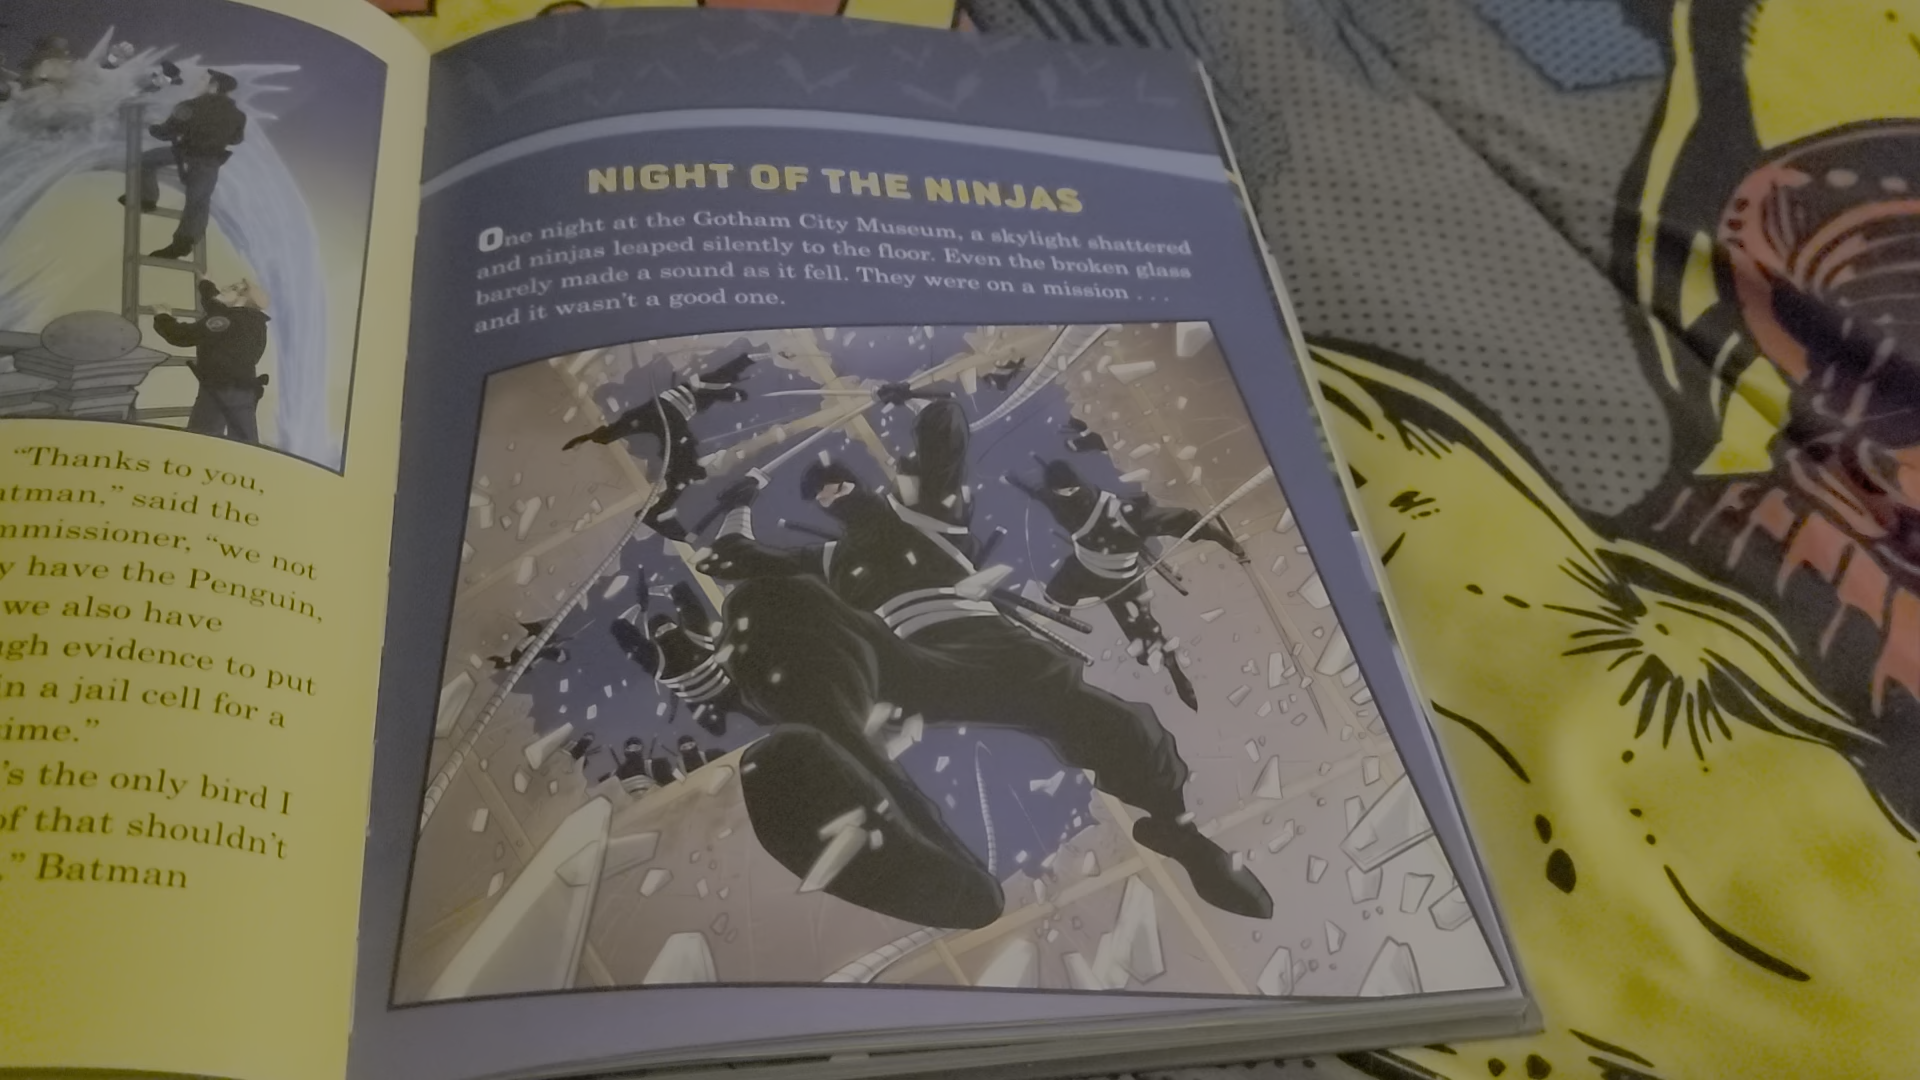 "Thanks to you,
said the
"we not
have the Penguin,
we also have
evidence to put
in a jail cell for a
the only bird I
of that shouldn't
Batman
NIGHT OF THE NINJAS
One night at the Gotham City Museum, a skylight shattered
and ninjas leaped silently to the floor. Even the broken glass
barely made a sound as it fell. They were on a mission . . .
and it wasn't a good one.